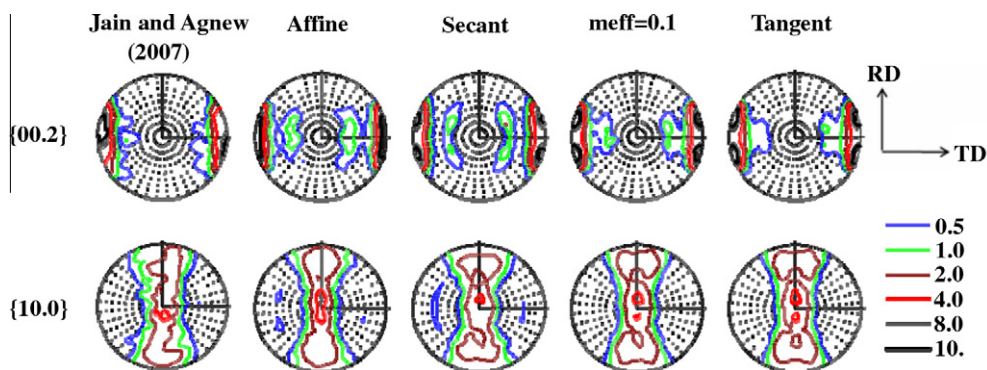 Jain and Agnew (2007) Affine Secant meff=0.1 Tangent
{00.2}
RD
TD
{10.0}
0.5
1.0
2.0
4.0
8.0
10.